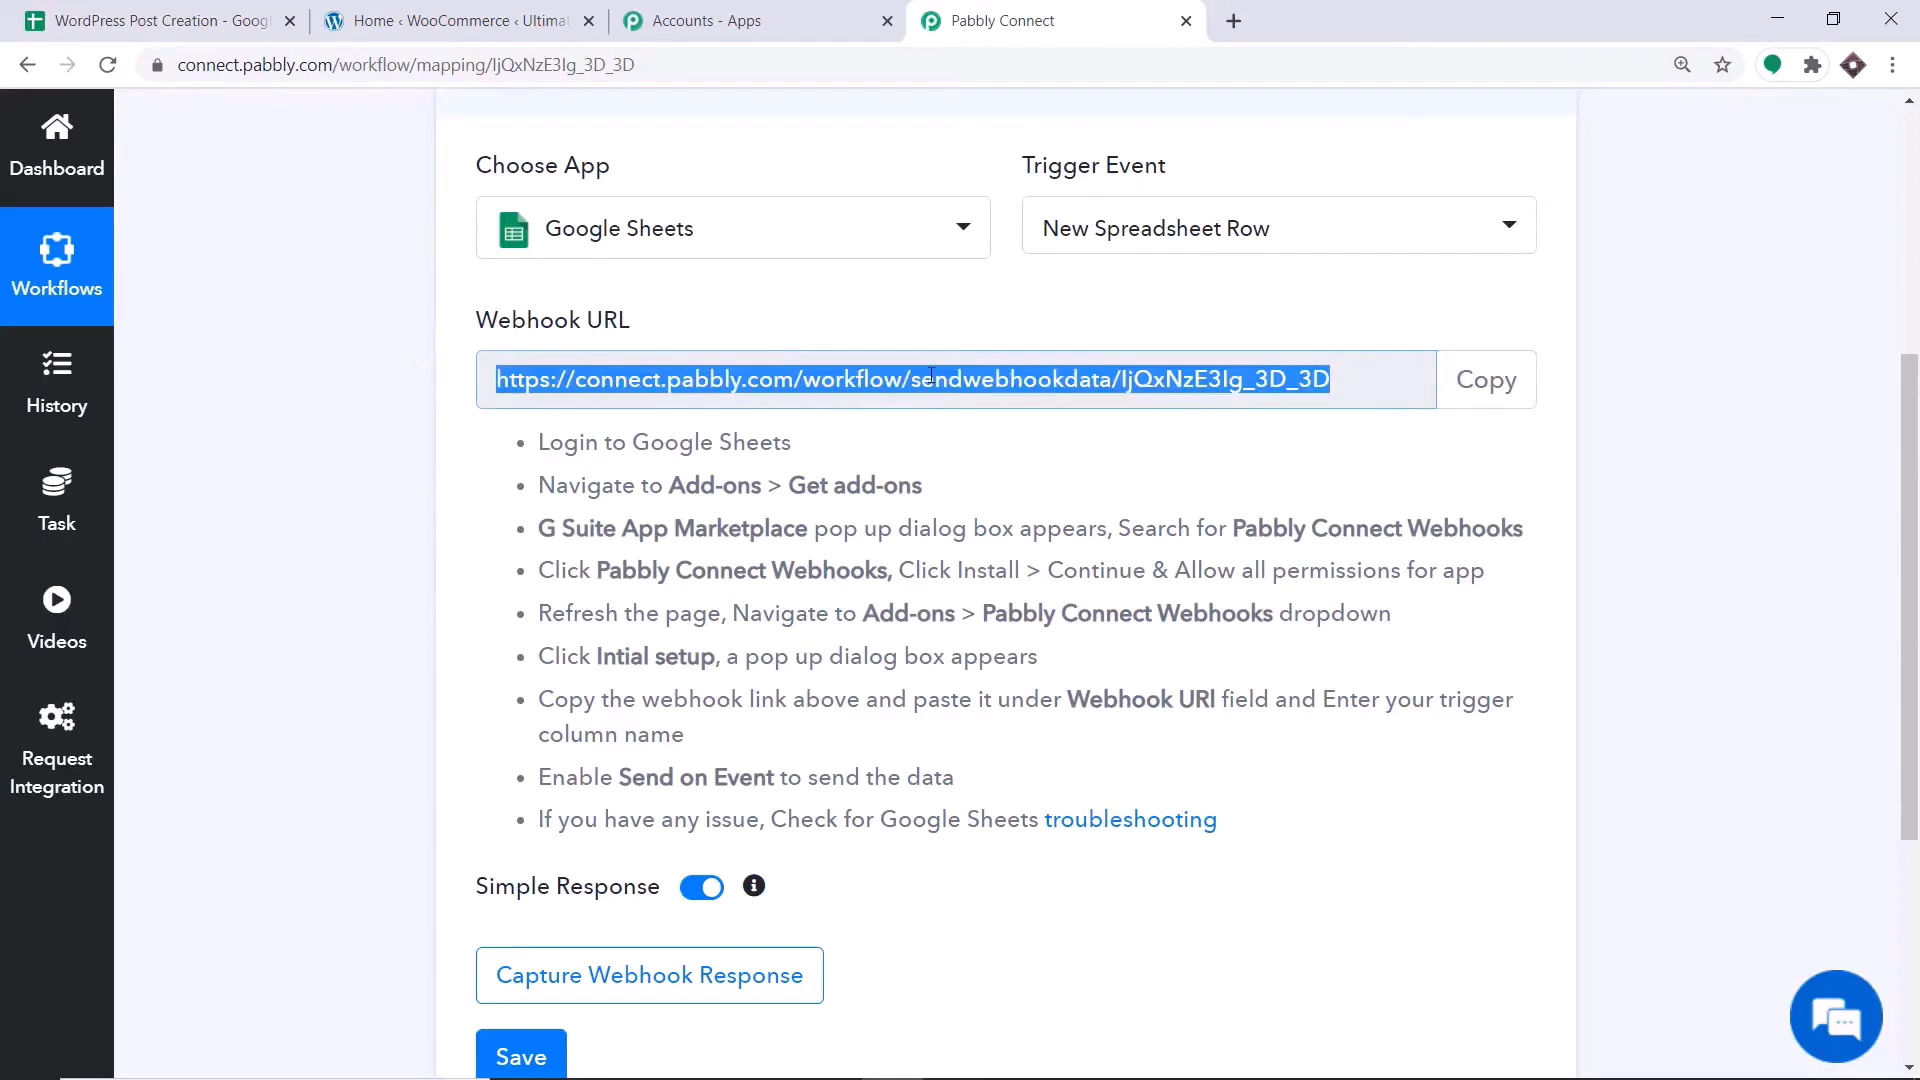 WordPress Post Creation - Goog
Home ‹ WooCommerce ‹ Ultimat
Accounts - Apps
Pabbly Connect
connect.pabbly.com/workflow/mapping/IjQxNzE3Ig_3D_3D
Dashboard
Workflows
History
Task
Videos
Request
Integration
Choose App
Trigger Event
Google Sheets
New Spreadsheet Row
Webhook URL
https://connect.pabbly.com/workflow/sendwebhookdata/IjQxNzE3Ig_3D_3D
Copy
• Login to Google Sheets
• Navigate to Add-ons > Get add-ons
• G Suite App Marketplace pop up dialog box appears, Search for Pabbly Connect Webhooks
• Click Pabbly Connect Webhooks, Click Install > Continue & Allow all permissions for app
• Refresh the page, Navigate to Add-ons > Pabbly Connect Webhooks dropdown
• Click Intial setup, a pop up dialog box appears
• Copy the webhook link above and paste it under Webhook URl field and Enter your trigger
column name
• Enable Send on Event to send the data
• If you have any issue, Check for Google Sheets troubleshooting
Simple Response
Capture Webhook Response
Save